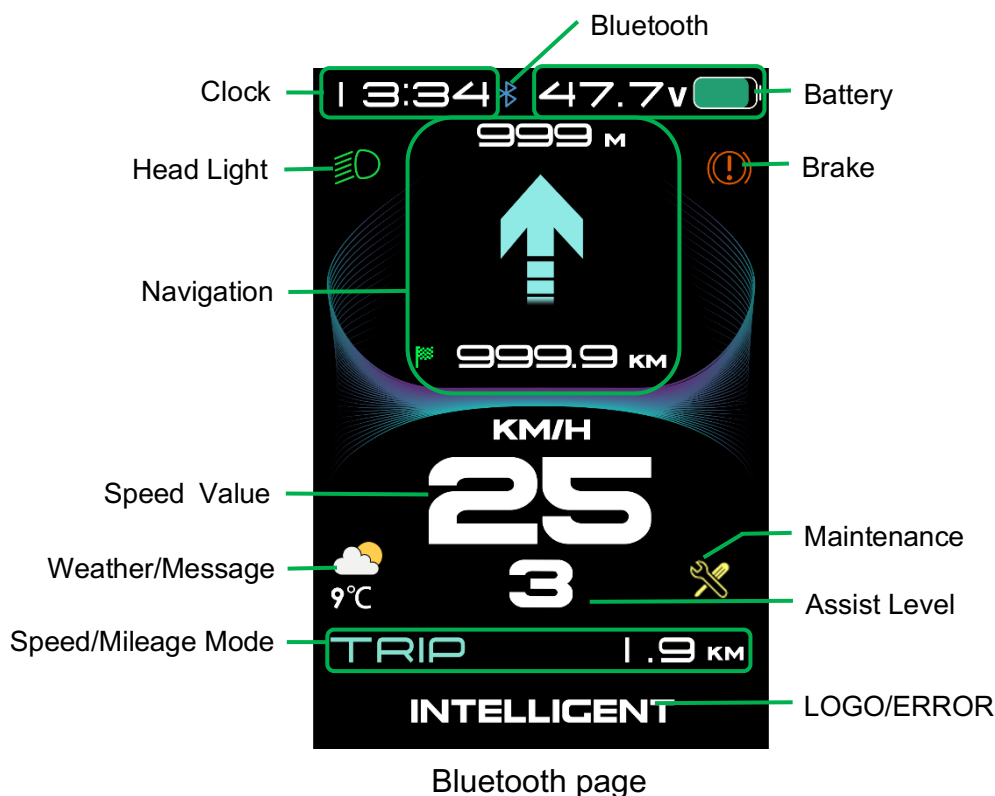 Bluetooth
Clock
13:34
47.7V
Battery
999 M
Head Light
Brake
Navigation
999.9 KM
KM/H
Speed Value
25
Maintenance
Weather/Message
9°C
3
Assist Level
Speed/Mileage Mode
TRIP 1.9 KM
INTELLIGENT
LOGO/ERROR
Bluetooth page